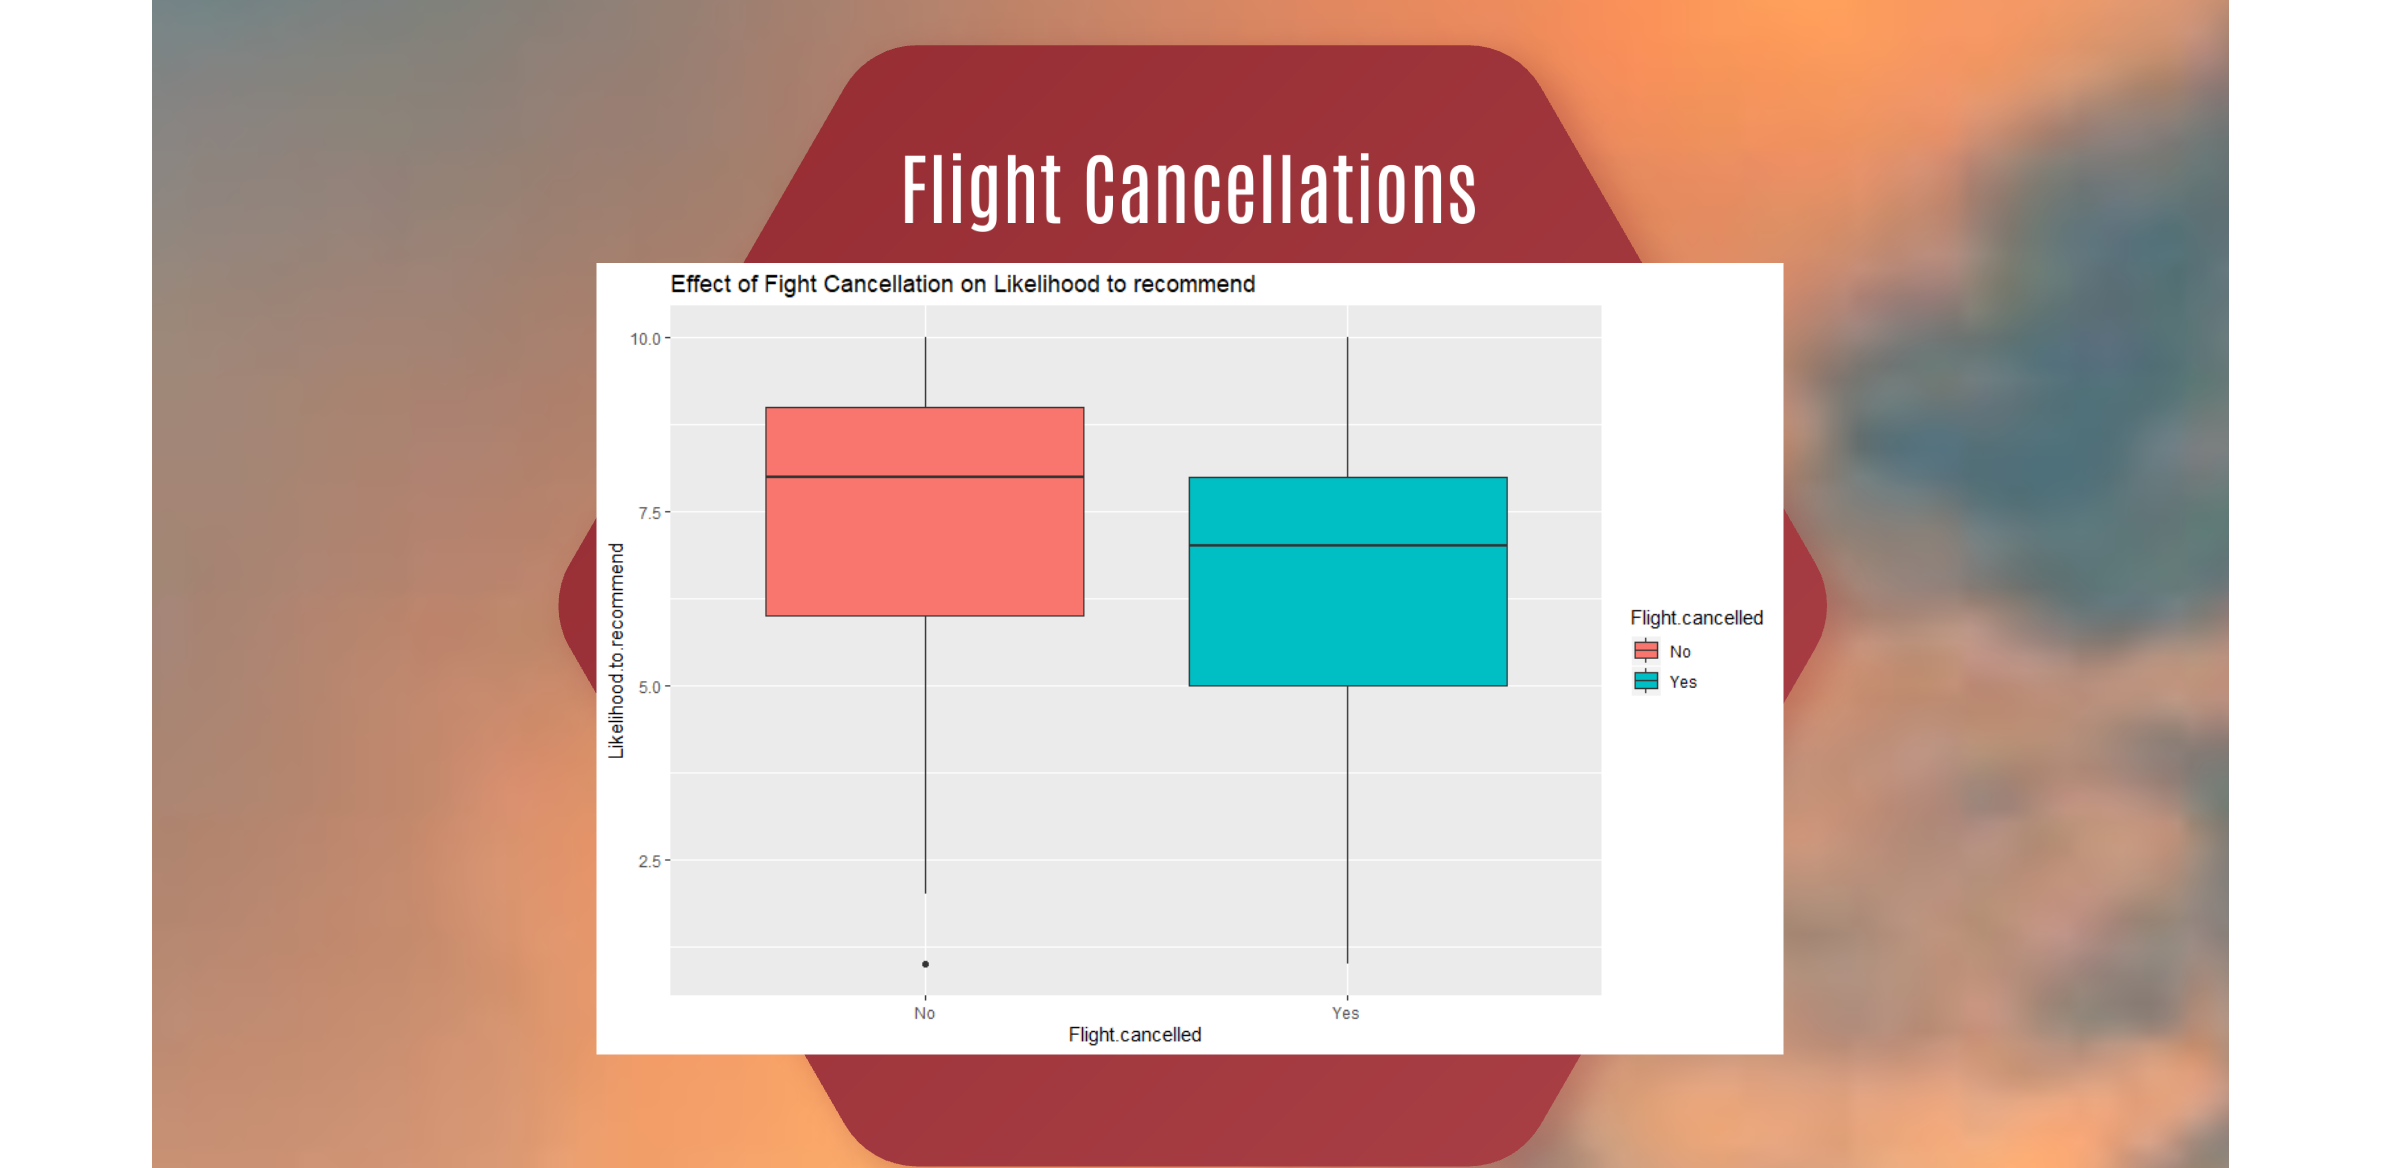 Flight Cancellations
Effect of Fight Cancellation on Likelihood to recommend
10.0
7.5
5.0
2.5
Likelihood.to.recommend
No
Yes
Flight.cancelled
Flight.cancelled
No
Yes